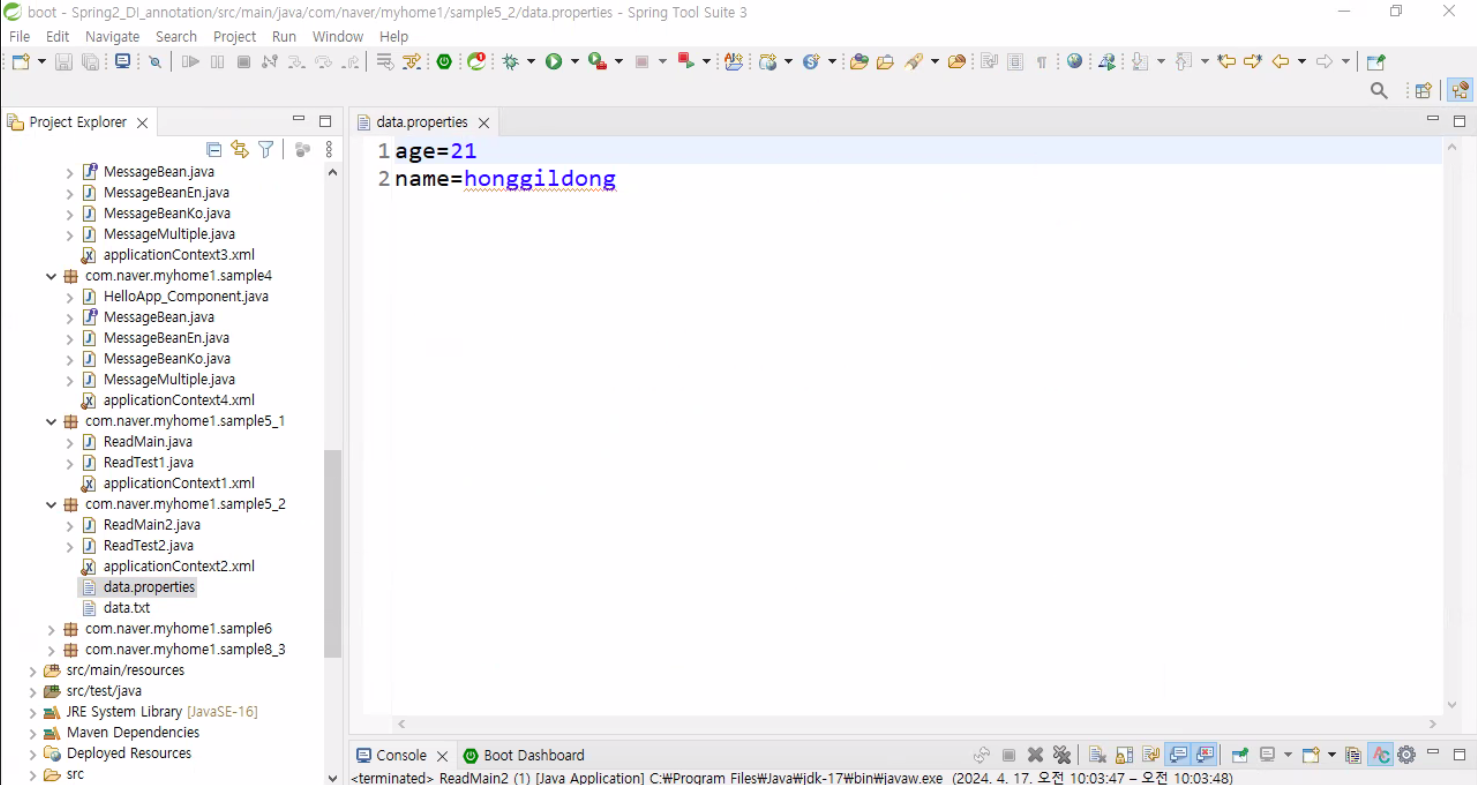 boot - Spring2_DI_annotation/src/main/java/com/naver/myhome1/sample5_2/data.properties - Spring Tool Suite 3
File Edit Navigate Search Project Run Window Help
Project Explorer
data.properties
MessageBean.java
MessageBeanEn.java
MessageBeanKo.java
MessageMultiple.java
applicationContext3.xml
com.naver.myhome1.sample4
HelloApp_Component.java
MessageBean.java
MessageBeanEn.java
MessageBeanKo.java
MessageMultiple.java
applicationContext4.xml
com.naver.myhome1.sample5_1
ReadMain.java
ReadTest1.java
applicationContext1.xml
com.naver.myhome1.sample5_2
ReadMain2.java
ReadTest2.java
applicationContext2.xml
data.properties
data.txt
com.naver.myhome1.sample6
com.naver.myhome1.sample8_3
src/main/resources
src/test/java
JRE System Library [JavaSE-16]
Maven Dependencies
Deployed Resources
src
1 age=21
2 name=honggildong
Console
Boot Dashboard
<terminated> ReadMain2 (1) [Java Application] C:₩Program Files₩Java₩jdk-17₩bin₩javaw.exe (2024. 4. 17. 오전 10:03:47 – 오전 10:03:48)